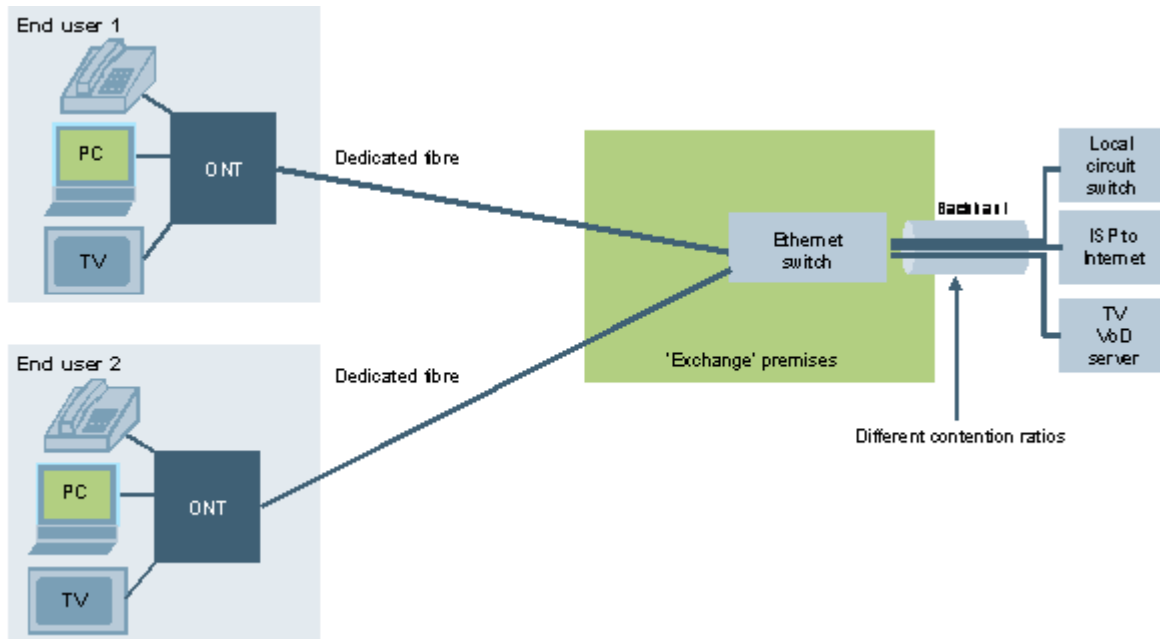 End user 1
PC
ONT
TV
Dedicated fibre
Ethernet
switch
Backhaul
Local
circuit
switch
ISP to
Internet
TV
VoD
server
'Exchange' premises
Different contention ratios
End user 2
Dedicated fibre
PC
ONT
TV